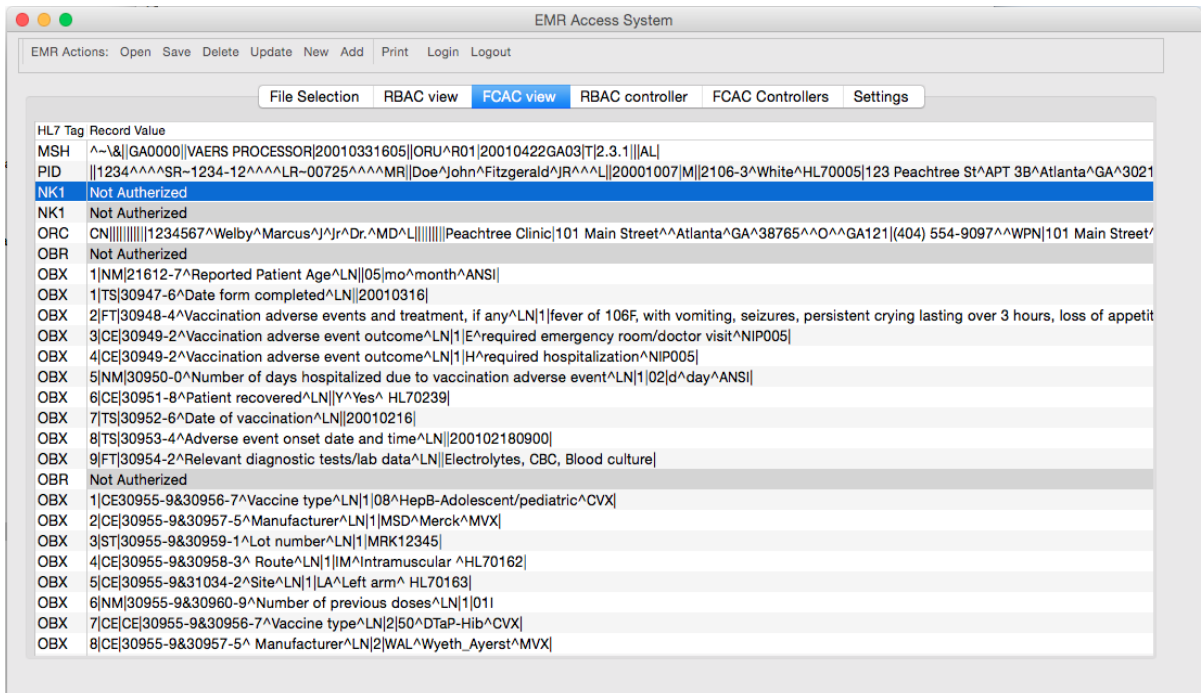 EMR Access System
EMR Actions: Open Save Delete Update New Add Print Login Logout
File Selection RBAC view FCAC view RBAC controller FCAC Controllers Settings
HL7 Tag Record Value
MSH ^~\&||GA0000||VAERS PROCESSOR|20010331605||ORU^R01|20010422GA03|T|2.3.1|||AL|
PID ||1234^^^^SR~1234-12^^^^LR~00725^^^^MR||Doe^John^Fitzgerald^JR^^^L||20001007|M||2106-3^White^HL70005|123 Peachtree St^APT 3B^Atlanta^GA^3021
NK1 Not Autherized
NK1 Not Autherized
ORC CN|||||||||||1234567^Welby^Marcus^J^Jr^Dr.^MD^L|||||||||Peachtree Clinic|101 Main Street^^Atlanta^GA^38765^^O^^GA121|(404) 554-9097^^WPN|101 Main Street^
OBR Not Autherized
OBX 1|NM|21612-7^Reported Patient Age^LN||05|mo^month^ANSI|
OBX 1|TS|30947-6^Date form completed^LN||20010316|
OBX 2|FT|30948-4^Vaccination adverse events and treatment, if any^LN|1|fever of 106F, with vomiting, seizures, persistent crying lasting over 3 hours, loss of appetit
OBX 3|CE|30949-2^Vaccination adverse event outcome^LN|1|E^required emergency room/doctor visit^NIP005|
OBX 4|CE|30949-2^Vaccination adverse event outcome^LN|1|H^required hospitalization^NIP005|
OBX 5|NM|30950-0^Number of days hospitalized due to vaccination adverse event^LN|1|02|d^day^ANSI|
OBX 6|CE|30951-8^Patient recovered^LN||Y^Yes^ HL70239|
OBX 7|TS|30952-6^Date of vaccination^LN||20010216|
OBX 8|TS|30953-4^Adverse event onset date and time^LN||200102180900|
OBX 9|FT|30954-2^Relevant diagnostic tests/lab data^LN||Electrolytes, CBC, Blood culture|
OBR Not Autherized
OBX 1|CE30955-9&30956-7^Vaccine type^LN|1|08^HepB-Adolescent/pediatric^CVX|
OBX 2|CE|30955-9&30957-5^Manufacturer^LN|1|MSD^Merck^MVX|
OBX 3|ST|30955-9&30959-1^Lot number^LN|1|MRK12345|
OBX 4|CE|30955-9&30958-3^ Route^LN|1|IM^Intramuscular ^HL70162|
OBX 5|CE|30955-9&31034-2^Site^LN|1|LA^Left arm^ HL70163|
OBX 6|NM|30955-9&30960-9^Number of previous doses^LN|1|01I
OBX 7|CE|CE|30955-9&30956-7^Vaccine type^LN|2|50^DTaP-Hib^CVX|
OBX 8|CE|30955-9&30957-5^ Manufacturer^LN|2|WAL^Wyeth_Ayerst^MVX|